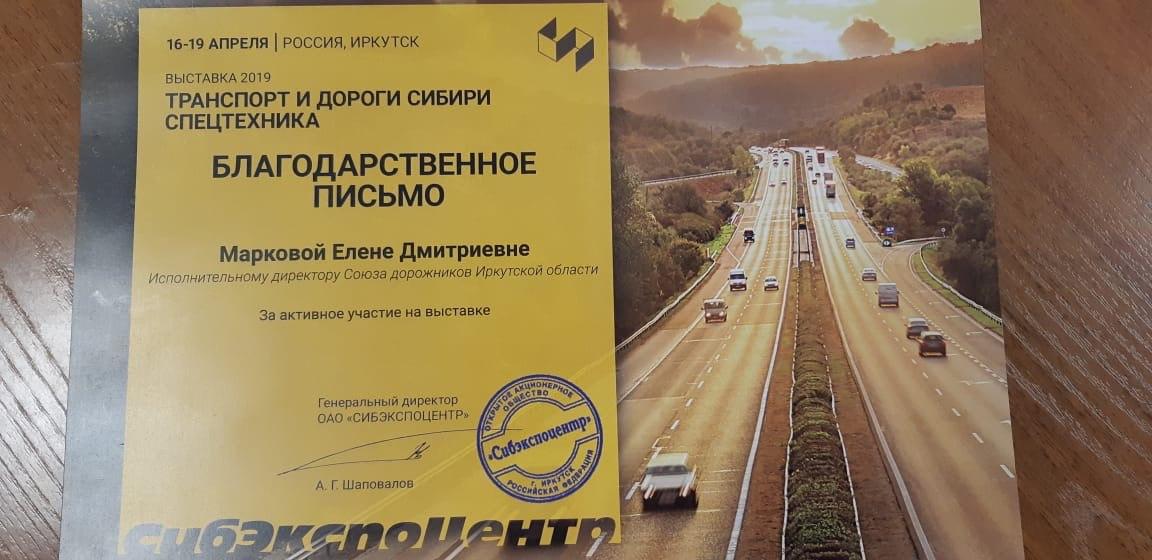 16-19 АПРЕЛЯ | РОССИЯ, ИРКУТСК
ВЫСТАВКА 2019
ТРАНСПОРТ И ДОРОГИ СИБИРИ
СПЕЦТЕХНИКА
БЛАГОДАРСТВЕННОЕ
ПИСЬМО
Марковой Елене Дмитриевне
Исполнительному директору Союза дорожников Иркутской области
За активное участие на выставке
Генеральный директор
ОАО «СИБЭКСПОЦЕНТР»
А. Г. Шаповалов
ОТКРЫТОЕ АКЦИОНЕРНОЕ
ОБЩЕСТВО
«Сибэкспоцентр»
г. ИРКУТСК
РОССИЙСКАЯ ФЕДЕРАЦИЯ
СибЭкспоЦентр